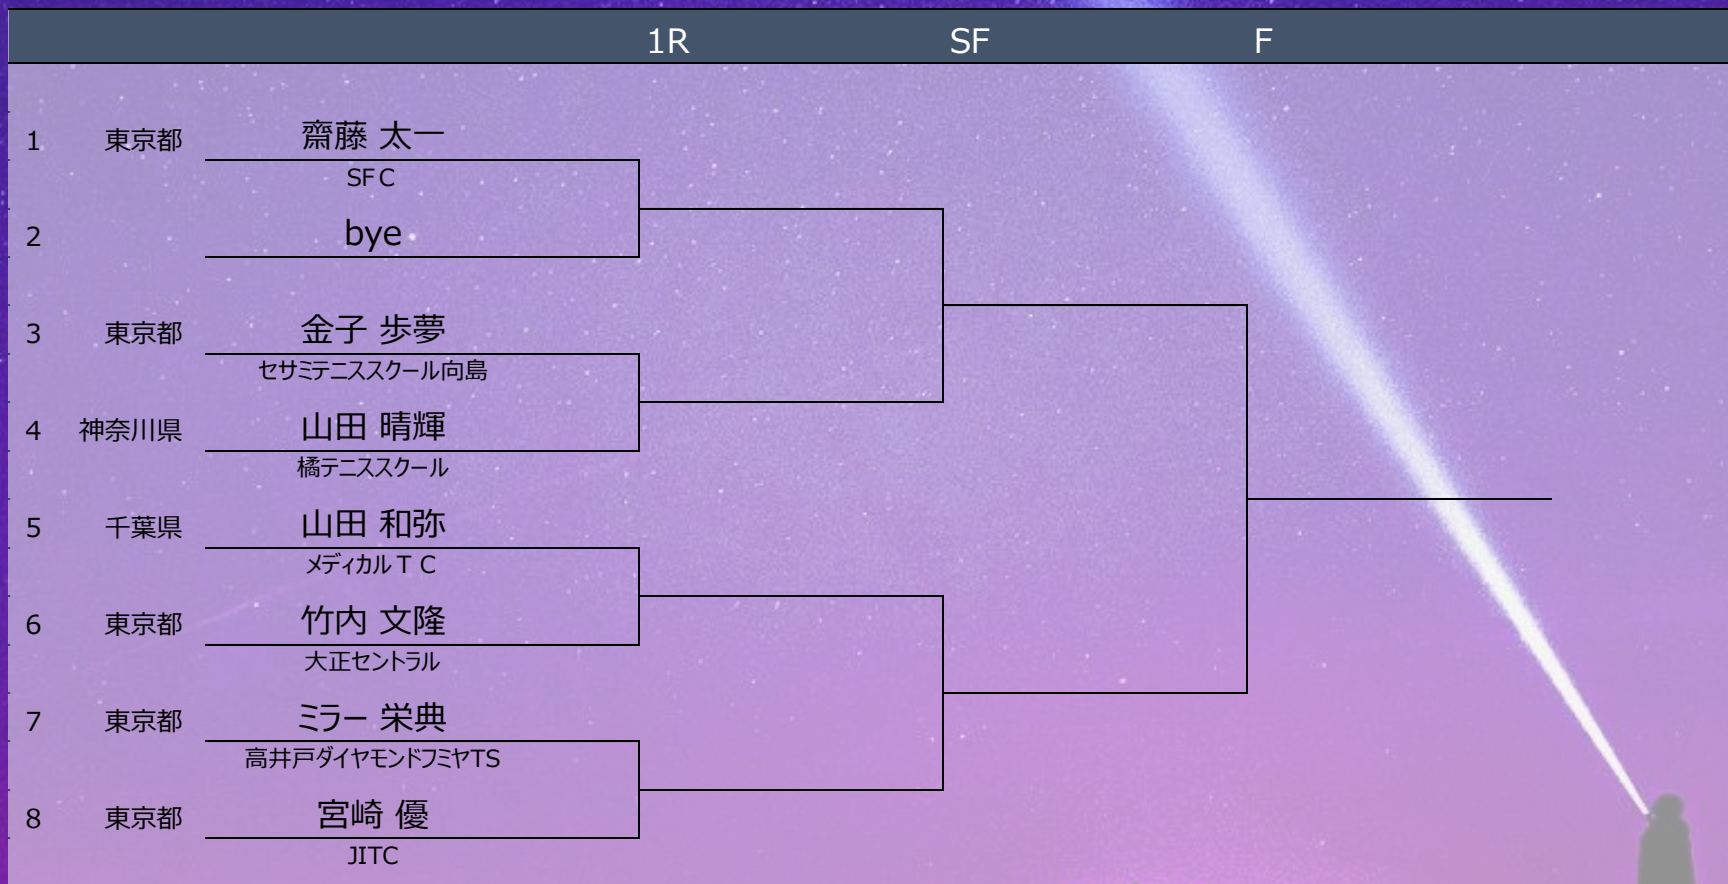 1R SF F
1 東京都 齋藤 太一
SFC
2 bye
3 東京都 金子 歩夢
セサミテニススクール向島
4 神奈川県 山田 晴輝
橘テニススクール
5 千葉県 山田 和弥
メディカルTC
6 東京都 竹内 文隆
大正セントラル
7 東京都 ミラー 栄典
高井戸ダイヤモンドフミヤTS
8 東京都 宮崎 優
JITC